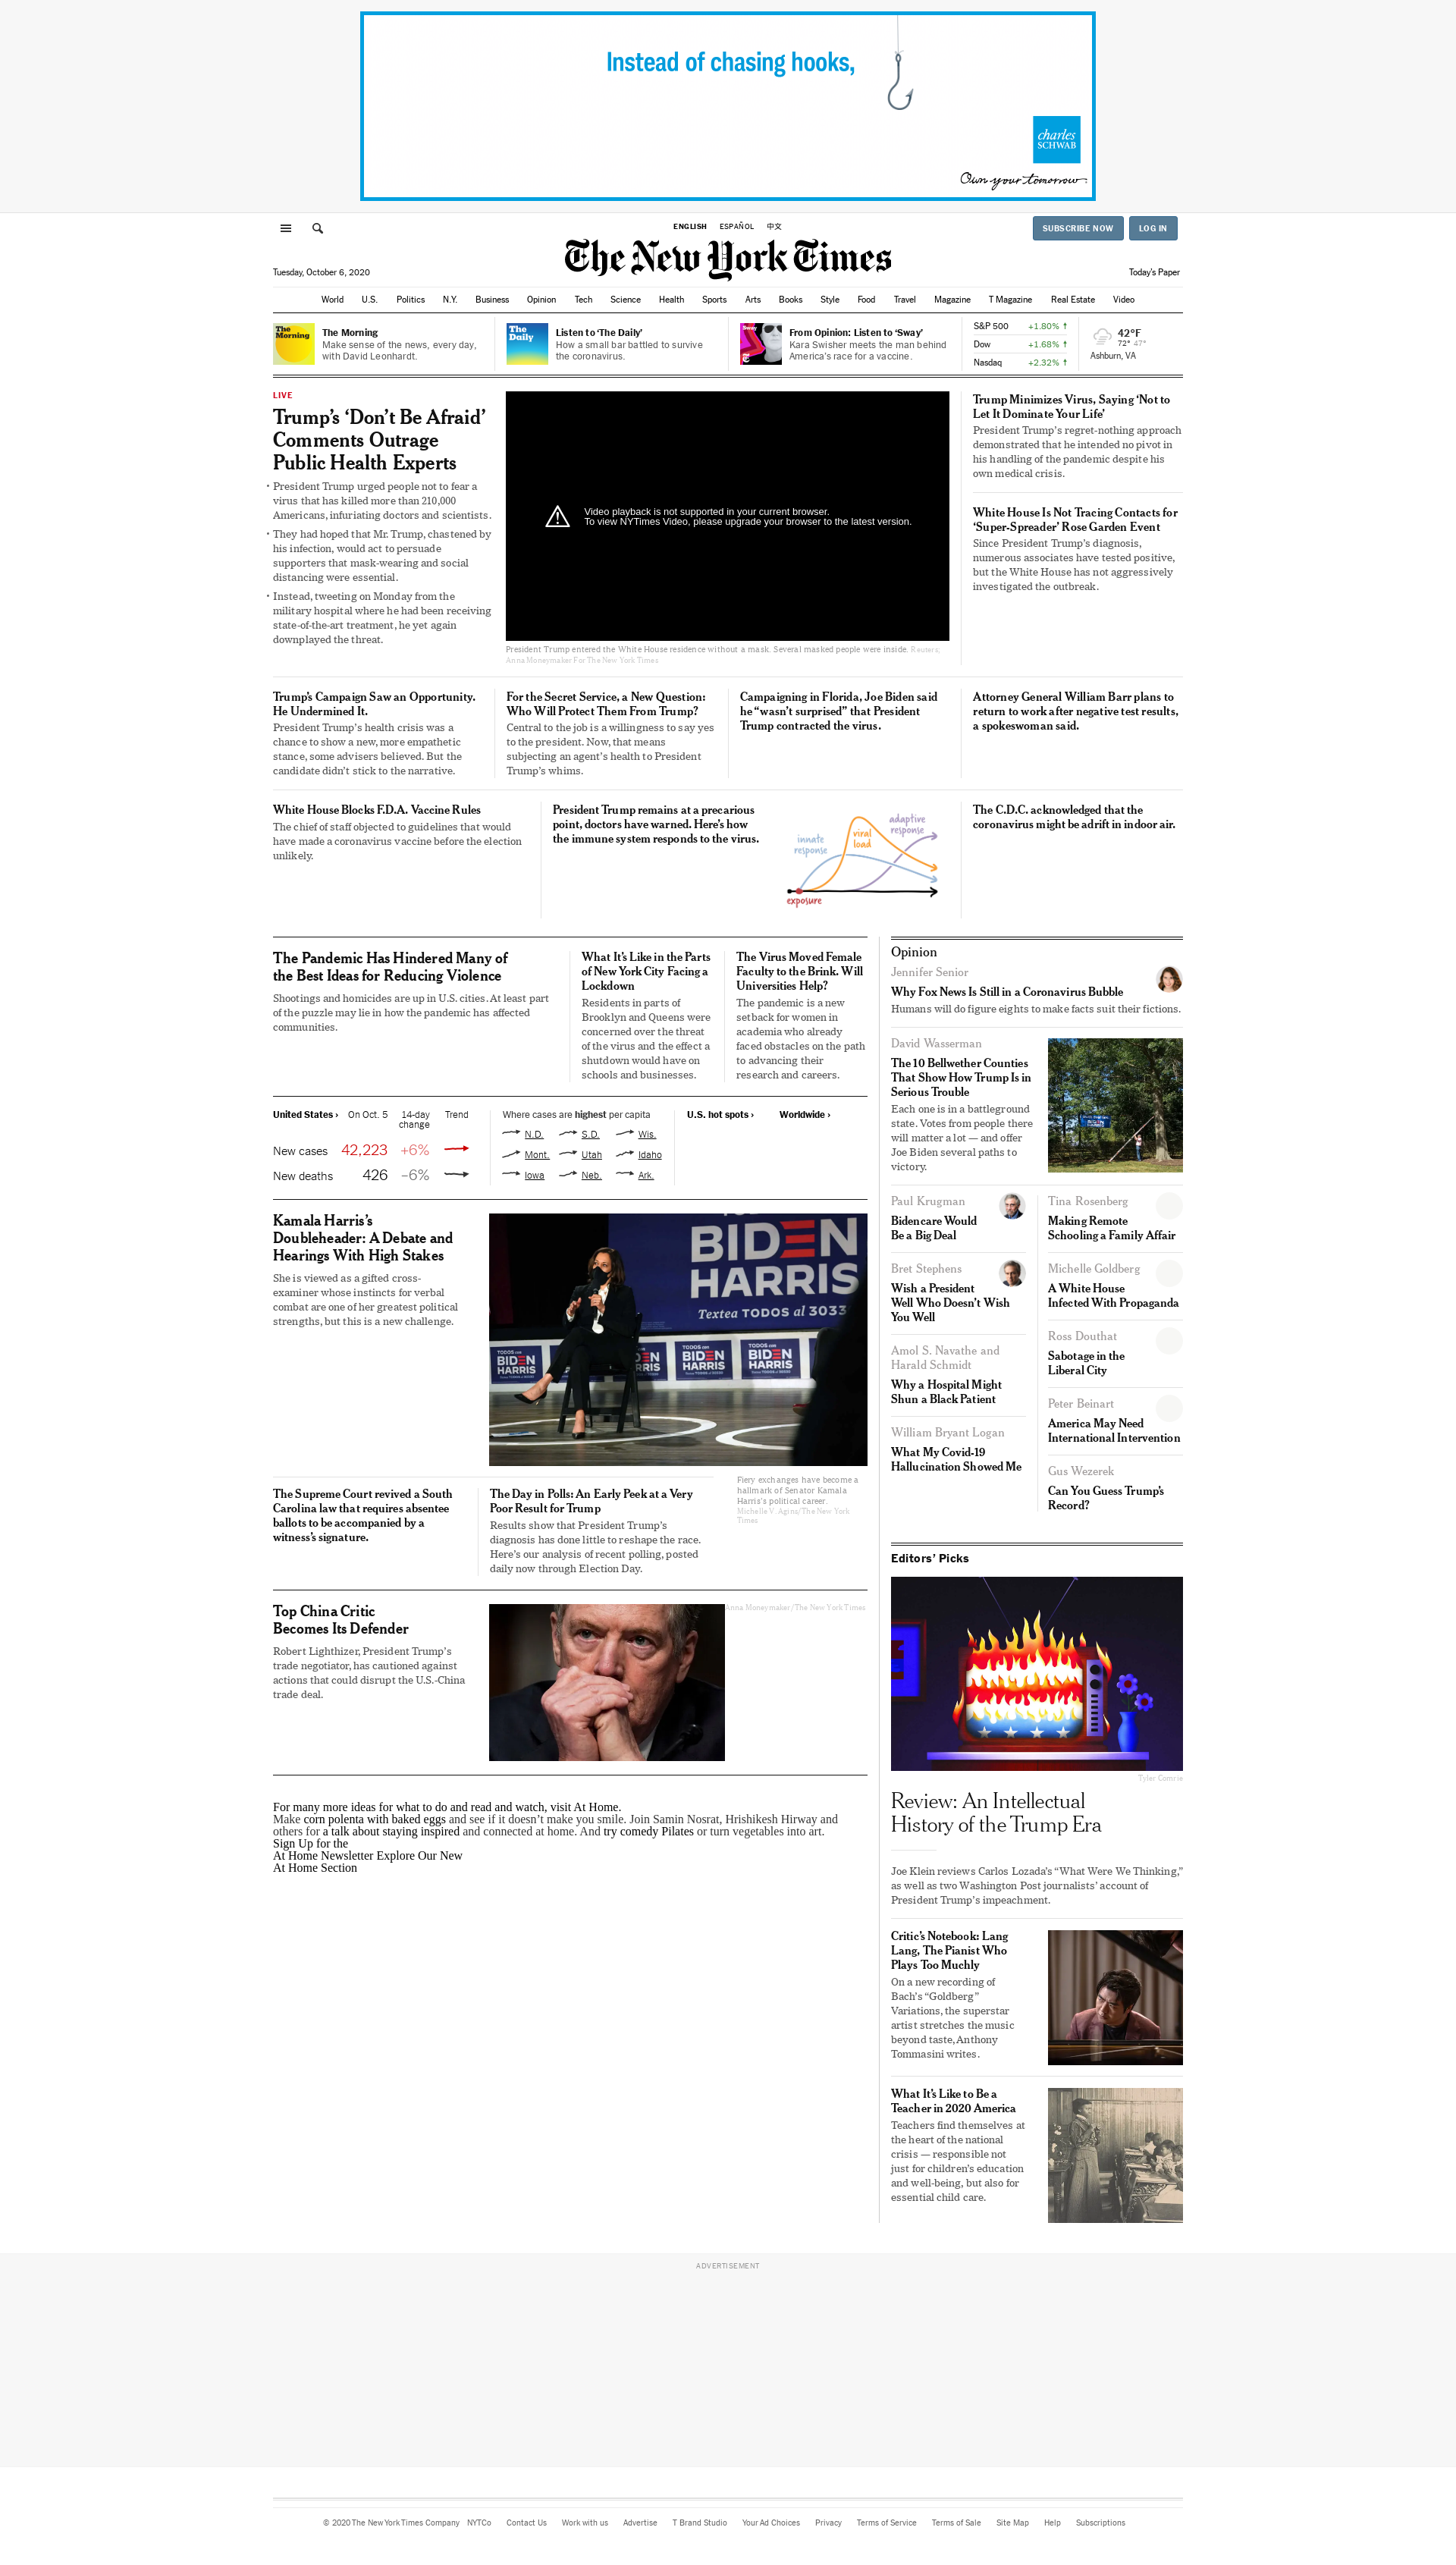 Instead of chasing hooks,
charles
SCHWAB
Own your tomorrow.
ENGLISH ESPAÑOL 中文
SUBSCRIBE NOW LOG IN
The New York Times
Tuesday, October 6, 2020
Today's Paper
World U.S. Politics N.Y. Business Opinion Tech Science Health Sports Arts Books Style Food Travel Magazine T Magazine Real Estate Video
The
Morning
The Morning
Make sense of the news, every day,
with David Leonhardt.
The
Daily
Listen to ‘The Daily’
How a small bar battled to survive
the coronavirus.
Sway
From Opinion: Listen to ‘Sway’
Kara Swisher meets the man behind
America’s race for a vaccine.
S&P 500 +1.80% ↑
Dow +1.68% ↑
Nasdaq +2.32% ↑
42°F
72° 47°
Ashburn, VA
LIVE
Trump’s ‘Don’t Be Afraid’
Comments Outrage
Public Health Experts
• President Trump urged people not to fear a
virus that has killed more than 210,000
Americans, infuriating doctors and scientists.
• They had hoped that Mr. Trump, chastened by
his infection, would act to persuade
supporters that mask-wearing and social
distancing were essential.
• Instead, tweeting on Monday from the
military hospital where he had been receiving
state-of-the-art treatment, he yet again
downplayed the threat.
Video playback is not supported in your current browser.
To view NYTimes Video, please upgrade your browser to the latest version.
President Trump entered the White House residence without a mask. Several masked people were inside. Reuters;
Anna Moneymaker For The New York Times
Trump Minimizes Virus, Saying ‘Not to
Let It Dominate Your Life’
President Trump’s regret-nothing approach
demonstrated that he intended no pivot in
his handling of the pandemic despite his
own medical crisis.
White House Is Not Tracing Contacts for
‘Super-Spreader’ Rose Garden Event
Since President Trump’s diagnosis,
numerous associates have tested positive,
but the White House has not aggressively
investigated the outbreak.
Trump’s Campaign Saw an Opportunity.
He Undermined It.
President Trump’s health crisis was a
chance to show a new, more empathetic
stance, some advisers believed. But the
candidate didn’t stick to the narrative.
For the Secret Service, a New Question:
Who Will Protect Them From Trump?
Central to the job is a willingness to say yes
to the president. Now, that means
subjecting an agent’s health to President
Trump’s whims.
Campaigning in Florida, Joe Biden said
he “wasn’t surprised” that President
Trump contracted the virus.
Attorney General William Barr plans to
return to work after negative test results,
a spokeswoman said.
White House Blocks F.D.A. Vaccine Rules
The chief of staff objected to guidelines that would
have made a coronavirus vaccine before the election
unlikely.
President Trump remains at a precarious
point, doctors have warned. Here’s how
the immune system responds to the virus.
innate
response
viral
load
adaptive
response
exposure
The C.D.C. acknowledged that the
coronavirus might be adrift in indoor air.
The Pandemic Has Hindered Many of
the Best Ideas for Reducing Violence
Shootings and homicides are up in U.S. cities. At least part
of the puzzle may lie in how the pandemic has affected
communities.
What It’s Like in the Parts
of New York City Facing a
Lockdown
Residents in parts of
Brooklyn and Queens were
concerned over the threat
of the virus and the effect a
shutdown would have on
schools and businesses.
The Virus Moved Female
Faculty to the Brink. Will
Universities Help?
The pandemic is a new
setback for women in
academia who already
faced obstacles on the path
to advancing their
research and careers.
United States › On Oct. 5 14-day
change Trend
New cases 42,223 +6%
New deaths 426 –6%
Where cases are highest per capita
N.D. S.D. Wis.
Mont. Utah Idaho
Iowa Neb. Ark.
U.S. hot spots › Worldwide ›
Kamala Harris’s
Doubleheader: A Debate and
Hearings With High Stakes
She is viewed as a gifted cross-
examiner whose instincts for verbal
combat are one of her greatest political
strengths, but this is a new challenge.
BIDEN
HARRIS
Textea TODOS al 3033
TODOS CON
BIDEN
HARRIS
Fiery exchanges have become a
hallmark of Senator Kamala
Harris’s political career.
Michelle V. Agins/The New York
Times
The Supreme Court revived a South
Carolina law that requires absentee
ballots to be accompanied by a
witness’s signature.
The Day in Polls: An Early Peek at a Very
Poor Result for Trump
Results show that President Trump’s
diagnosis has done little to reshape the race.
Here’s our analysis of recent polling, posted
daily now through Election Day.
Top China Critic
Becomes Its Defender
Robert Lighthizer, President Trump’s
trade negotiator, has cautioned against
actions that could disrupt the U.S.-China
trade deal.
Anna Moneymaker/The New York Times
For many more ideas for what to do and read and watch, visit At Home.
Make corn polenta with baked eggs and see if it doesn’t make you smile. Join Samin Nosrat, Hrishikesh Hirway and
others for a talk about staying inspired and connected at home. And try comedy Pilates or turn vegetables into art.
Sign Up for the
At Home Newsletter Explore Our New
At Home Section
Opinion
Jennifer Senior
Why Fox News Is Still in a Coronavirus Bubble
Humans will do figure eights to make facts suit their fictions.
David Wasserman
The 10 Bellwether Counties
That Show How Trump Is in
Serious Trouble
Each one is in a battleground
state. Votes from people there
will matter a lot — and offer
Joe Biden several paths to
victory.
Paul Krugman
Bidencare Would
Be a Big Deal
Bret Stephens
Wish a President
Well Who Doesn’t Wish
You Well
Amol S. Navathe and
Harald Schmidt
Why a Hospital Might
Shun a Black Patient
William Bryant Logan
What My Covid-19
Hallucination Showed Me
Tina Rosenberg
Making Remote
Schooling a Family Affair
Michelle Goldberg
A White House
Infected With Propaganda
Ross Douthat
Sabotage in the
Liberal City
Peter Beinart
America May Need
International Intervention
Gus Wezerek
Can You Guess Trump’s
Record?
Editors’ Picks
Tyler Comrie
Review: An Intellectual
History of the Trump Era
Joe Klein reviews Carlos Lozada’s “What Were We Thinking,”
as well as two Washington Post journalists’ account of
President Trump’s impeachment.
Critic’s Notebook: Lang
Lang, The Pianist Who
Plays Too Muchly
On a new recording of
Bach’s “Goldberg”
Variations, the superstar
artist stretches the music
beyond taste, Anthony
Tommasini writes.
What It’s Like to Be a
Teacher in 2020 America
Teachers find themselves at
the heart of the national
crisis — responsible not
just for children’s education
and well-being, but also for
essential child care.
ADVERTISEMENT
© 2020 The New York Times Company NYTCo Contact Us Work with us Advertise T Brand Studio Your Ad Choices Privacy Terms of Service Terms of Sale Site Map Help Subscriptions